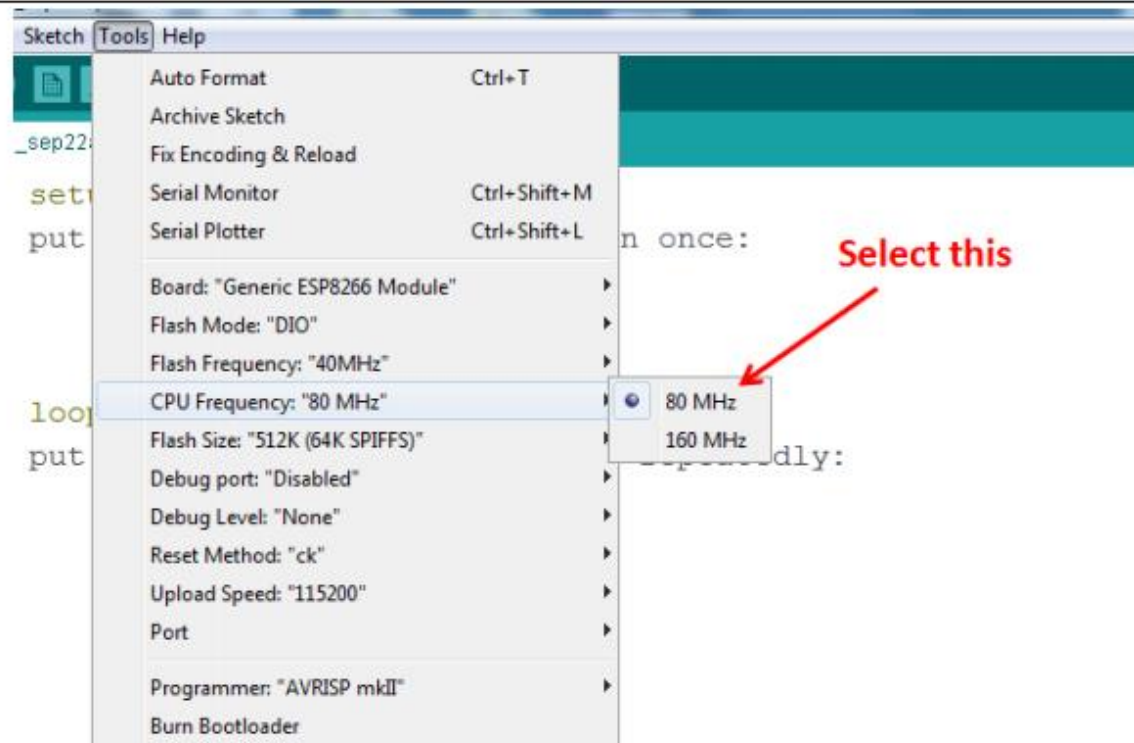 Sketch Tools Help
Auto Format Ctrl+T
Archive Sketch
_sep22
Fix Encoding & Reload
Serial Monitor Ctrl+Shift+M
put Serial Plotter Ctrl+Shift+L n once:
Select this
Board: "Generic ESP8266 Module"
Flash Mode: "DIO"
Flash Frequency: "40MHz"
CPU Frequency: "80 MHz" 80 MHz
loop
Flash Size: "512K (64K SPIFFS)" 160 MHz
put repeatedly:
Debug port: "Disabled"
Debug Level: "None"
Reset Method: "ck"
Upload Speed: "115200"
Port
Programmer: "AVRISP mkII"
Burn Bootloader